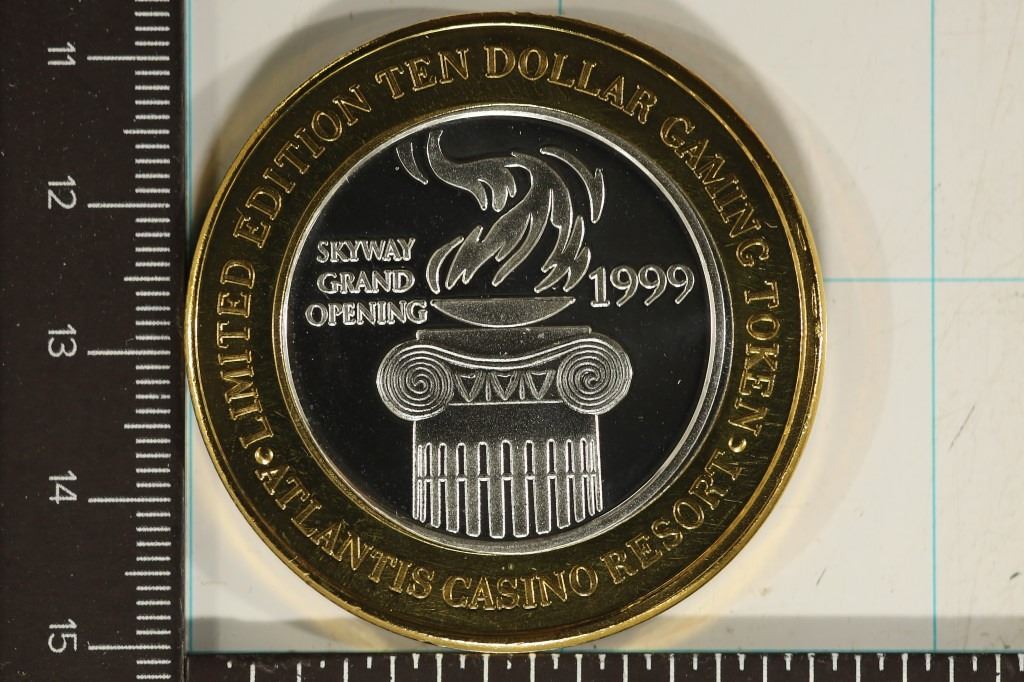 •LIMITED EDITION TEN DOLLAR GAMING TOKEN•
ATLANTIS CASINO RESORT
SKYWAY
GRAND
OPENING
1999
11
12
13
14
15